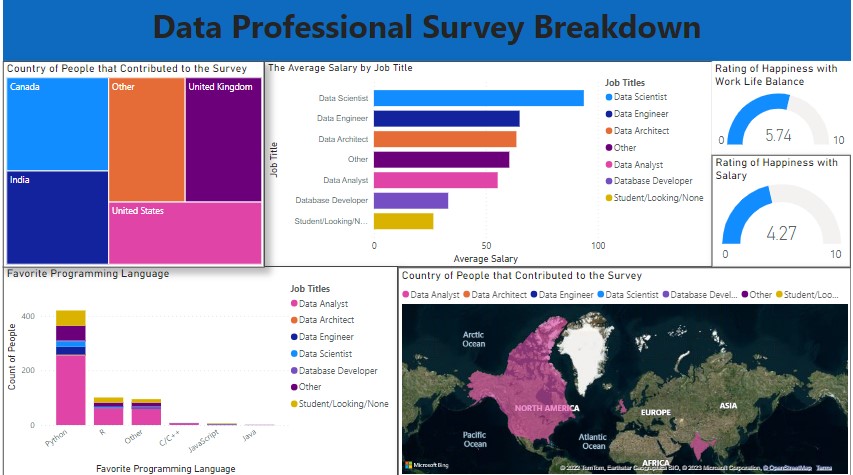 Data Professional Survey Breakdown
Country of People that Contributed to the Survey
Canada
Other
United Kingdom
India
United States
The Average Salary by Job Title
Job Title
Data Scientist
Data Engineer
Data Architect
Other
Data Analyst
Database Developer
Student/Looking/N...
0
50
100
Average Salary
Job Titles
Data Scientist
Data Engineer
Data Architect
Other
Data Analyst
Database Developer
Student/Looking/None
Rating of Happiness with
Work Life Balance
5.74
0
10
Rating of Happiness with
Salary
4.27
0
10
Favorite Programming Language
Count of People
400
200
0
Python
R
Other
C/C++
JavaScript
Java
Favorite Programming Language
Job Titles
Data Analyst
Data Architect
Data Engineer
Data Scientist
Database Developer
Other
Student/Looking/None
Country of People that Contributed to the Survey
Data Analyst Data Architect Data Engineer Data Scientist Database Devel... Other Student/Loo...
Arctic
Ocean
NORTH AMERICA
EUROPE
ASIA
Pacific
Ocean
Atlantic
Ocean
AFRICA
Microsoft Bing
© 2022 TomTom, Earthstar Geographics SIO, © 2023 Microsoft Corporation, © OpenStreetMap Terms